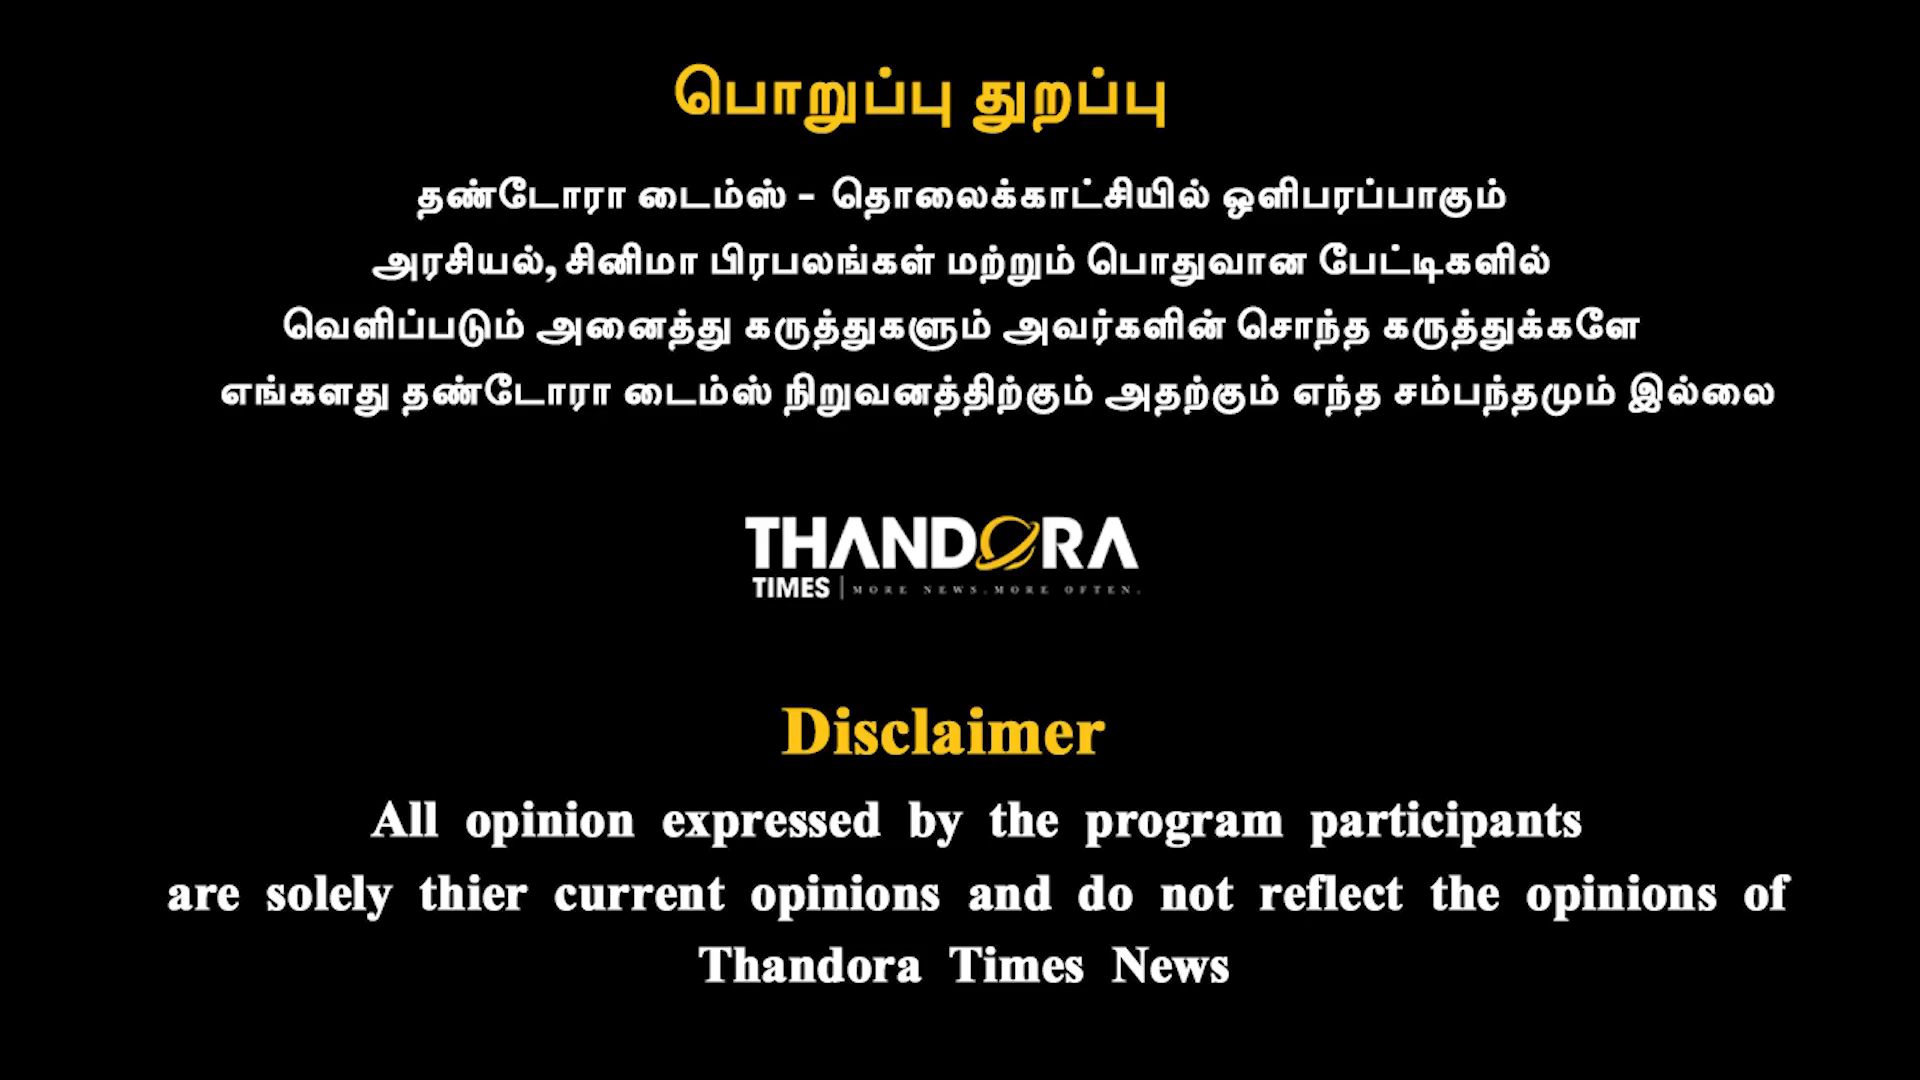 பொறுப்பு துறப்பு
தண்டோரா டைம்ஸ் - தொலைக்காட்சியில் ஒளிபரப்பாகும்
அரசியல், சினிமா பிரபலங்கள் மற்றும் பொதுவான பேட்டிகளில்
வெளிப்படும் அனைத்து கருத்துகளும் அவர்களின் சொந்த கருத்துக்களே
எங்களது தண்டோரா டைம்ஸ் நிறுவனத்திற்கும் அதற்கும் எந்த சம்பந்தமும் இல்லை
THANDORA
TIMES | MORE NEWS. MORE OFTEN.
Disclaimer
All opinion expressed by the program participants
are solely thier current opinions and do not reflect the opinions of
Thandora Times News